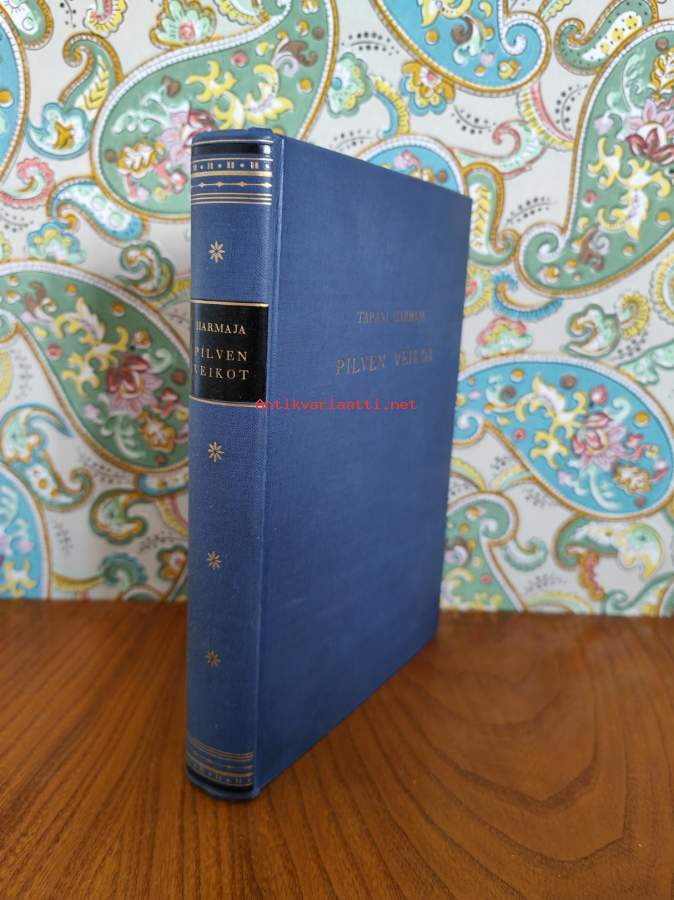 HARMAJA
PILVEN
VEIKOT
TAPANI HARMAJA
PILVEN VEIKOT
Antikvariaatti.net